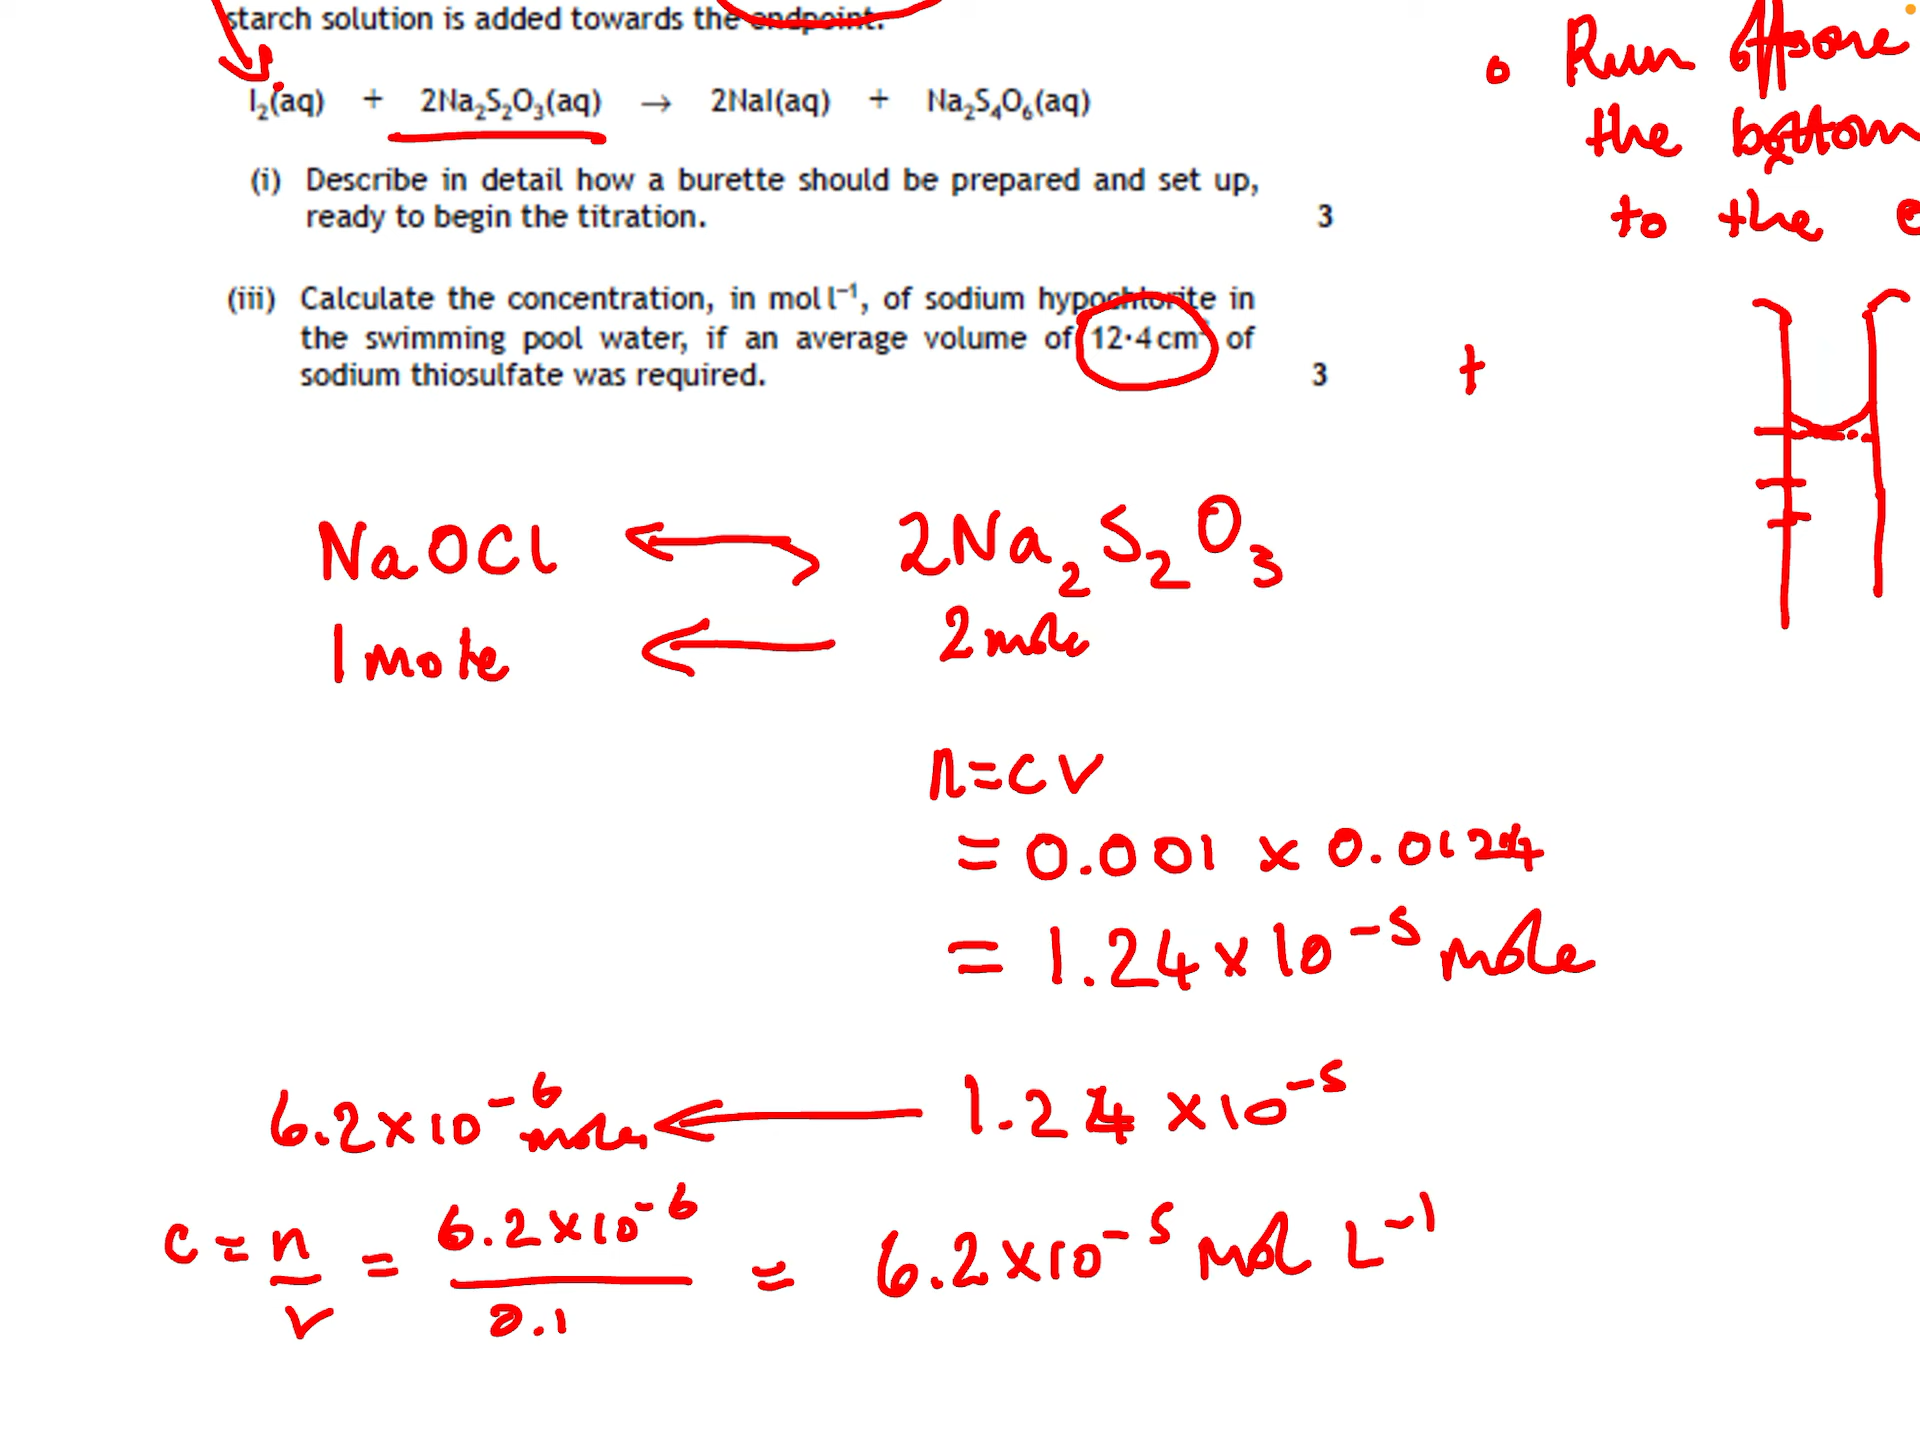 starch solution is added towards the endpoint.
I₂(aq) + 2Na₂S₂O₃(aq) → 2NaI(aq) + Na₂S₄O₆(aq)
(i) Describe in detail how a burette should be prepared and set up,
ready to begin the titration. 3
(iii) Calculate the concentration, in mol l⁻¹, of sodium hypochlorite in
the swimming pool water, if an average volume of 12·4 cm³ of
sodium thiosulfate was required. 3
Run
the bottom
to the
+
NaOCl 2Na₂S₂O₃
1 mole ← 2 mole
n=cv
= 0.001 × 0.0124
= 1.24 × 10⁻⁵ mole
6.2 × 10⁻⁶ moles ← 1.24 × 10⁻⁵
c = n/v = 6.2 × 10⁻⁶/0.1 = 6.2 × 10⁻⁵ mol L⁻¹